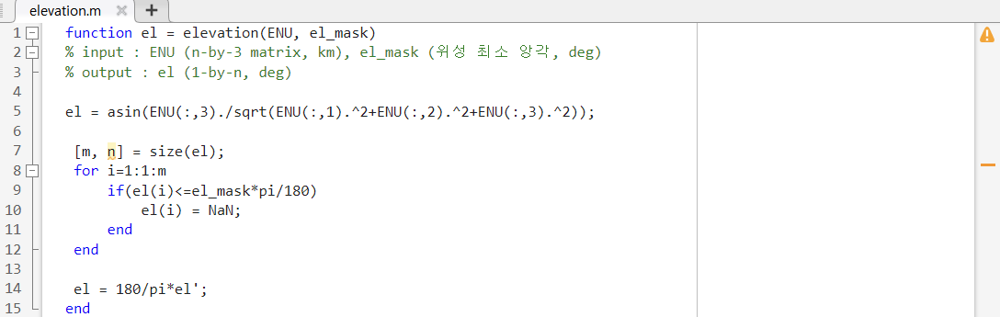 elevation.m
1 function el = elevation(ENU, el_mask)
2 % input : ENU (n-by-3 matrix, km), el_mask (위성 최소 양각, deg)
3 % output : el (1-by-n, deg)
4
5 el = asin(ENU(:,3)./sqrt(ENU(:,1).^2+ENU(:,2).^2+ENU(:,3).^2));
6
7 [m, n] = size(el);
8 for i=1:1:m
9 if(el(i)<=el_mask*pi/180)
10 el(i) = NaN;
11 end
12 end
13
14 el = 180/pi*el';
15 end